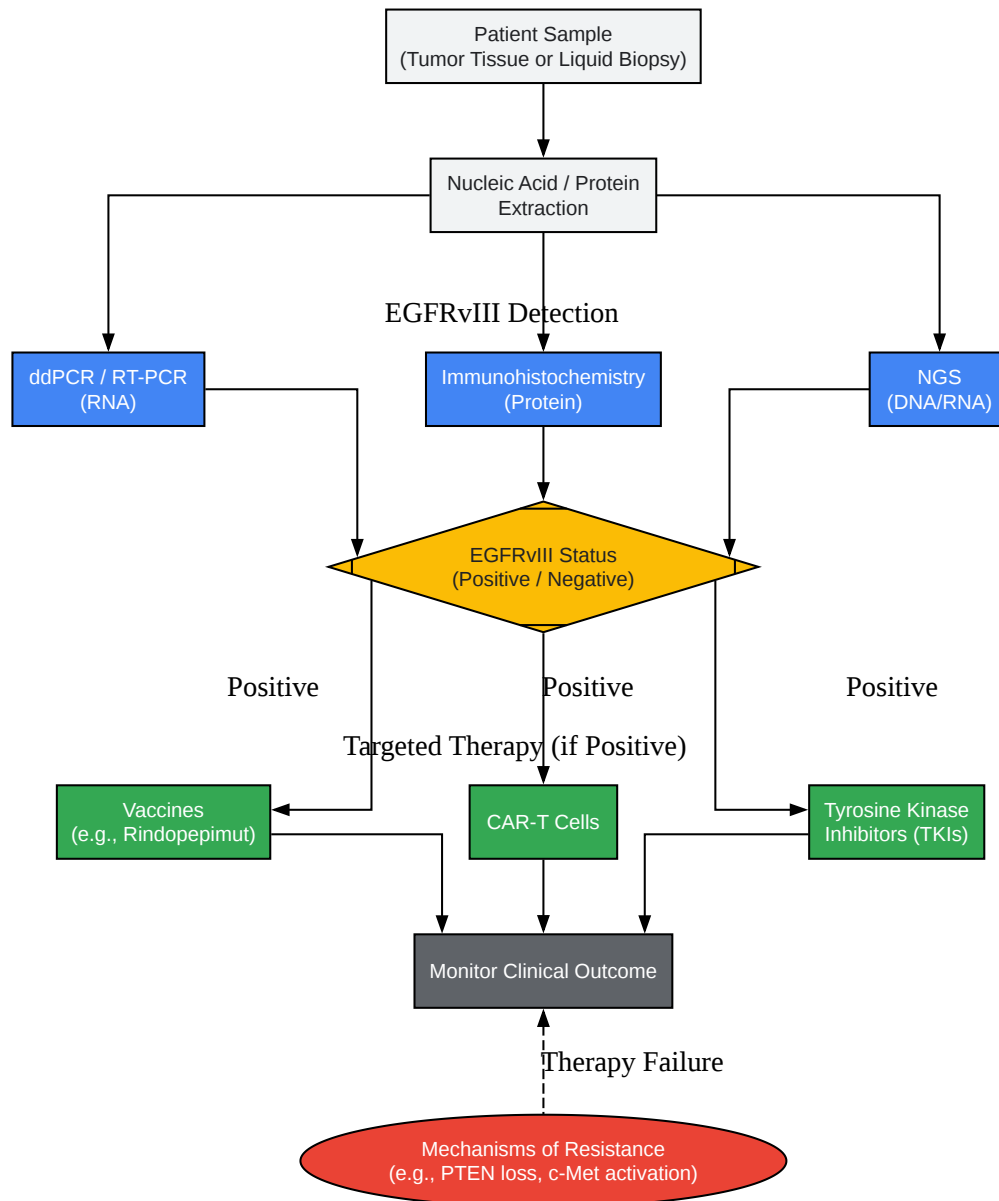 Patient Sample
(Tumor Tissue or Liquid Biopsy)
Nucleic Acid / Protein
Extraction
EGFRvIII Detection
ddPCR / RT-PCR
(RNA)
Immunohistochemistry
(Protein)
NGS
(DNA/RNA)
EGFRvIII Status
(Positive / Negative)
Positive
Positive
Positive
Targeted Therapy (if Positive)
Vaccines
(e.g., Rindopepimut)
CAR-T Cells
Tyrosine Kinase
Inhibitors (TKIs)
Monitor Clinical Outcome
Therapy Failure
Mechanisms of Resistance
(e.g., PTEN loss, c-Met activation)